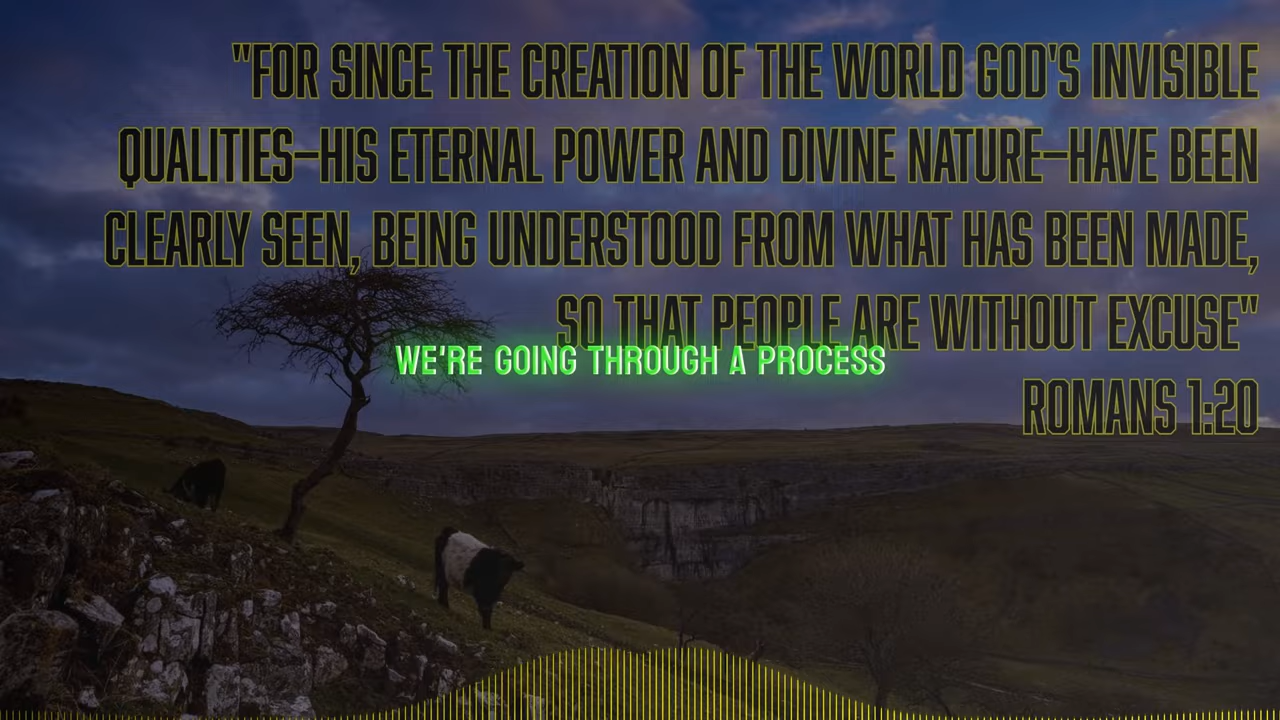 "FOR SINCE THE CREATION OF THE WORLD GOD'S INVISIBLE
QUALITIES–HIS ETERNAL POWER AND DIVINE NATURE–HAVE BEEN
CLEARLY SEEN, BEING UNDERSTOOD FROM WHAT HAS BEEN MADE,
SO THAT PEOPLE ARE WITHOUT EXCUSE"
WE'RE GOING THROUGH A PROCESS
ROMANS 1:20